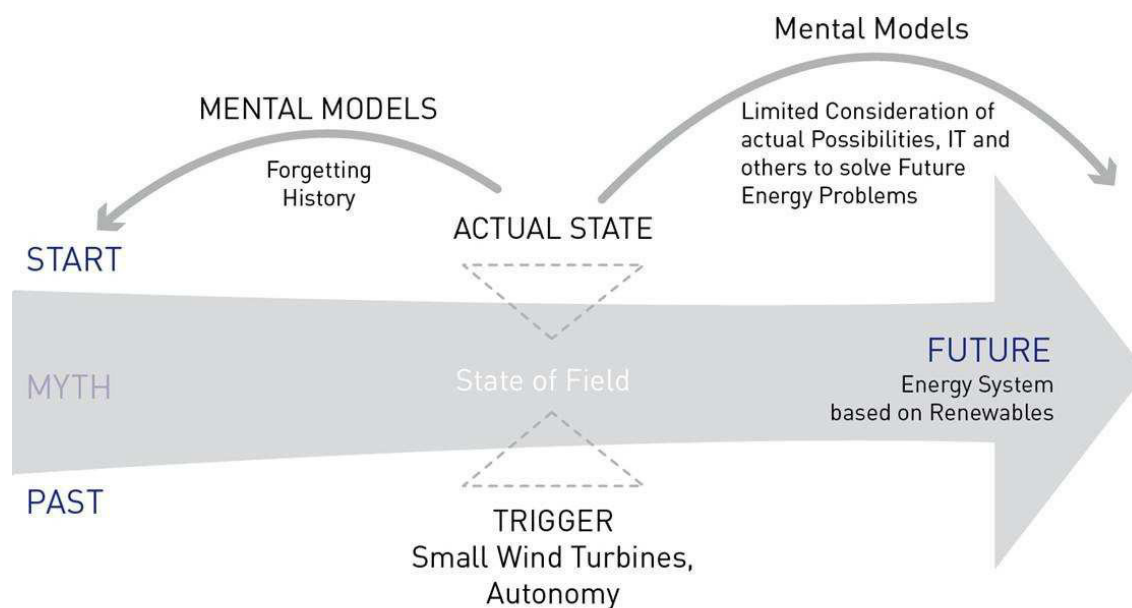 Mental Models
MENTAL MODELS
Limited Consideration of
actual Possibilities, IT and
others to solve Future
Energy Problems
Forgetting
History
ACTUAL STATE
START
MYTH
State of Field
FUTURE
Energy System
based on Renewables
PAST
TRIGGER
Small Wind Turbines,
Autonomy